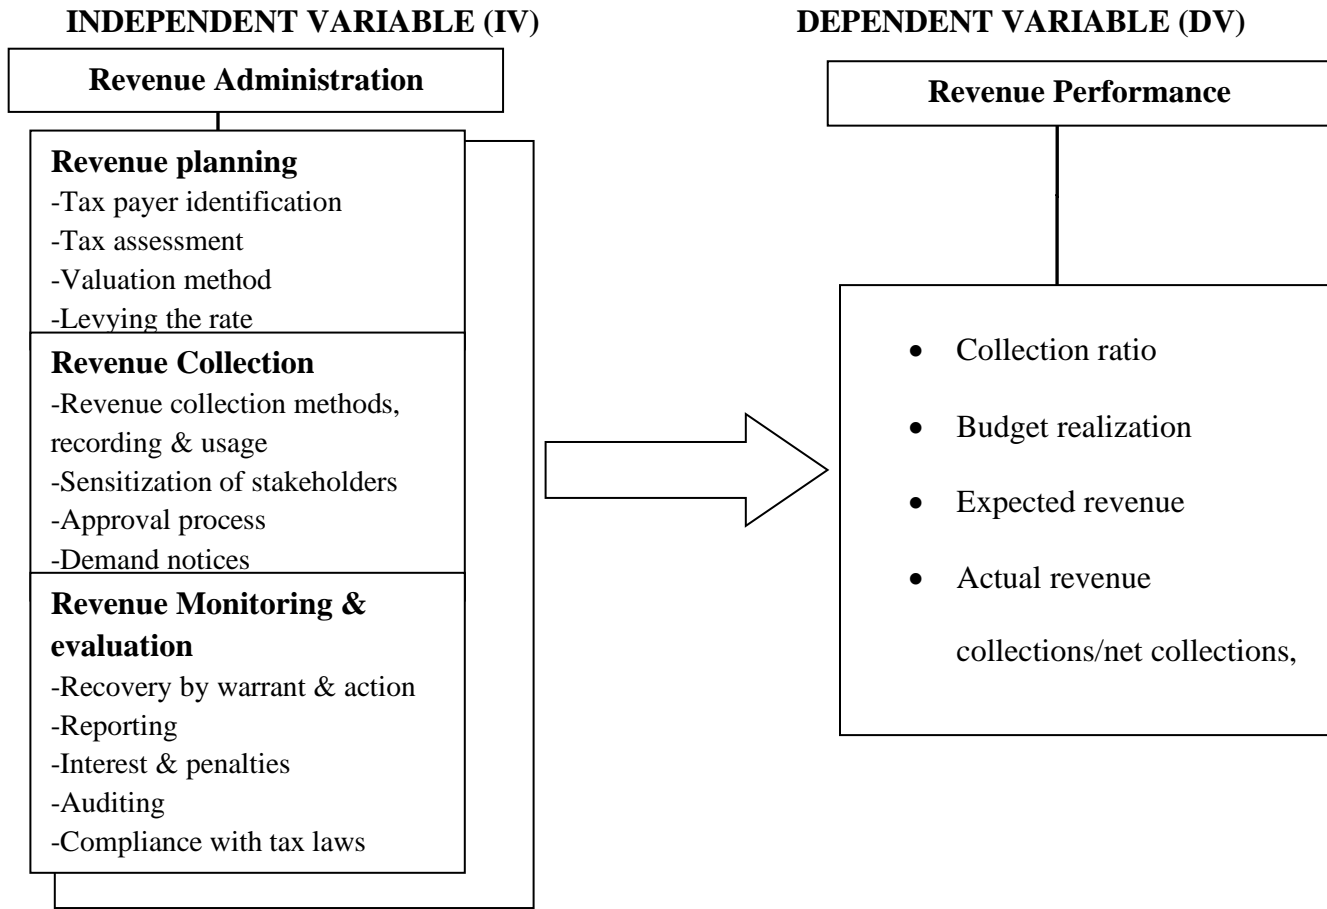 INDEPENDENT VARIABLE (IV)
DEPENDENT VARIABLE (DV)
Revenue Administration
Revenue planning
-Tax payer identification
-Tax assessment
-Valuation method
-Levying the rate
Revenue Collection
-Revenue collection methods,
recording & usage
-Sensitization of stakeholders
-Approval process
-Demand notices
Revenue Monitoring &
evaluation
-Recovery by warrant & action
-Reporting
-Interest & penalties
-Auditing
-Compliance with tax laws
Revenue Performance
• Collection ratio
• Budget realization
• Expected revenue
• Actual revenue
collections/net collections,